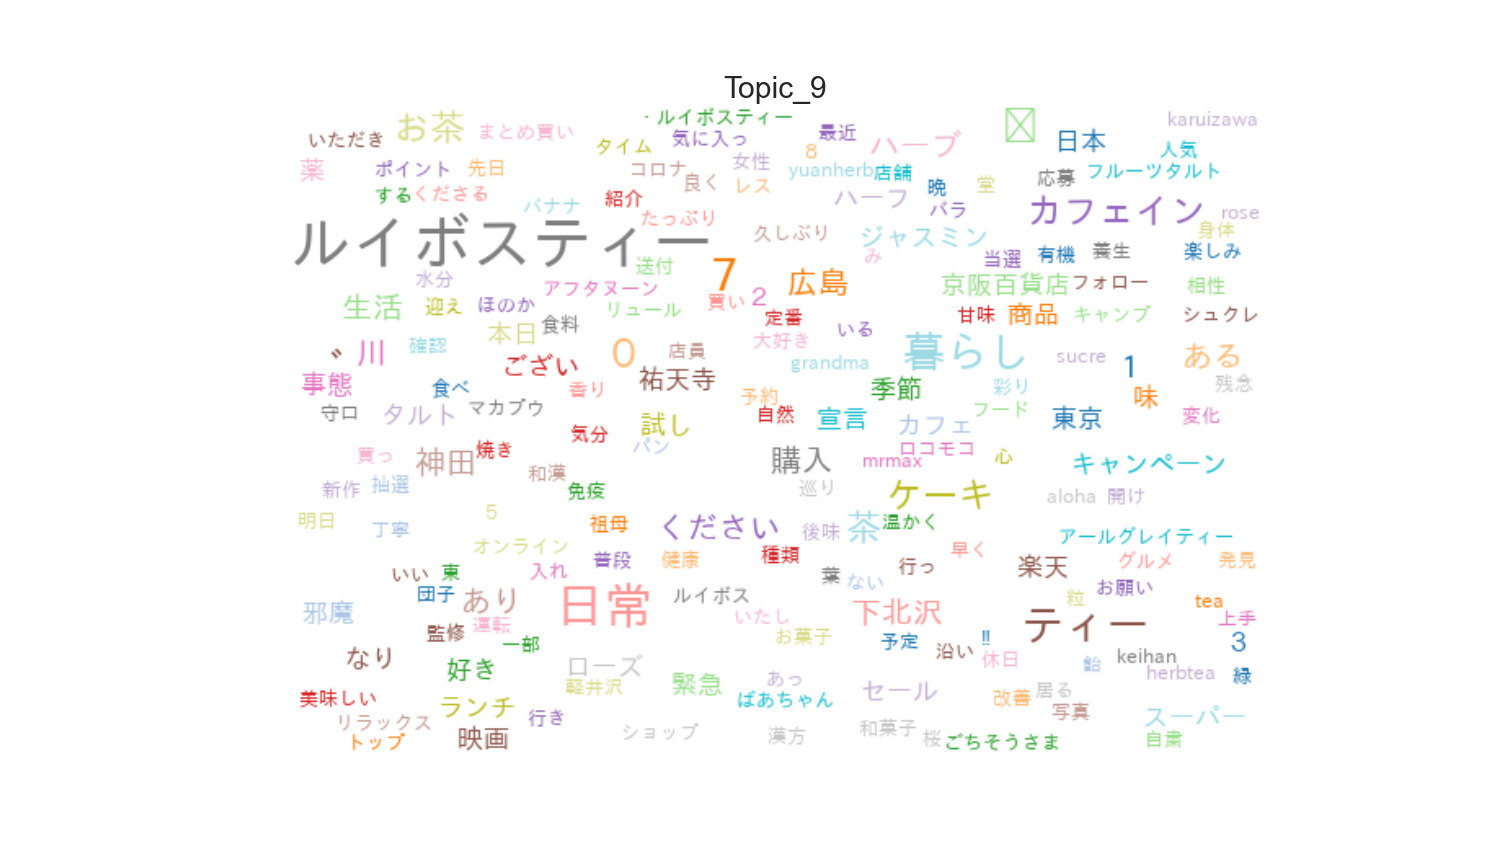 Topic_9
・ルイボスティー
karuizawa
お茶
まとめ買い
いただき
気に入っ
最近
タイム
ハーブ
日本
人気
8
薬
ポイント
先日
コロナ
女性
yuanherb
店舗
フルーツタルト
良く
レス
晩
堂
応募
する
くださる
紹介
ハーフ
バナナ
たっぷり
バラ
カフェイン
rose
ルイボスティー
久しぶり
ジャスミン
身体
み
当選
有機
養生
楽しみ
送付
7
水分
広島
京阪百貨店
フォロー
相性
アフタヌーン
2
買い
生活
迎え
ほのか
リュール
定番
甘味
商品
キャンプ
シュクレ
本日
食料
大好き
いる
川
確認
0
店員
暮らし
sucre
ある
ござい
grandma
1
事態
食べ
香り
祐天寺
予約
季節
彩り
残念
味
守口
タルト
マカプウ
自然
宣言
カフェ
フード
東京
変化
試し
気分
パン
買っ
神田
焼き
購入
ロコモコ
mrmax
心
キャンペーン
和漢
新作
抽選
免疫
巡り
ケーキ
aloha
開け
明日
丁寧
5
祖母
ください
後味
茶
温かく
アールグレイティー
オンライン
普段
健康
種類
早く
グルメ
発見
いい
東
入れ
葉
ない
行っ
楽天
お願い
団子
あり
日常
ルイボス
粒
tea
邪魔
いたし
下北沢
ティー
上手
監修
運転
一部
お菓子
予定
‼
沿い
3
なり
好き
ローズ
休日
飴
keihan
herbtea
緑
美味しい
軽井沢
緊急
あっ
ばあちゃん
セール
改善
居る
写真
ランチ
行き
リラックス
トップ
映画
ショップ
漢方
和菓子
桜
ごちそうさま
スーパー
自粛